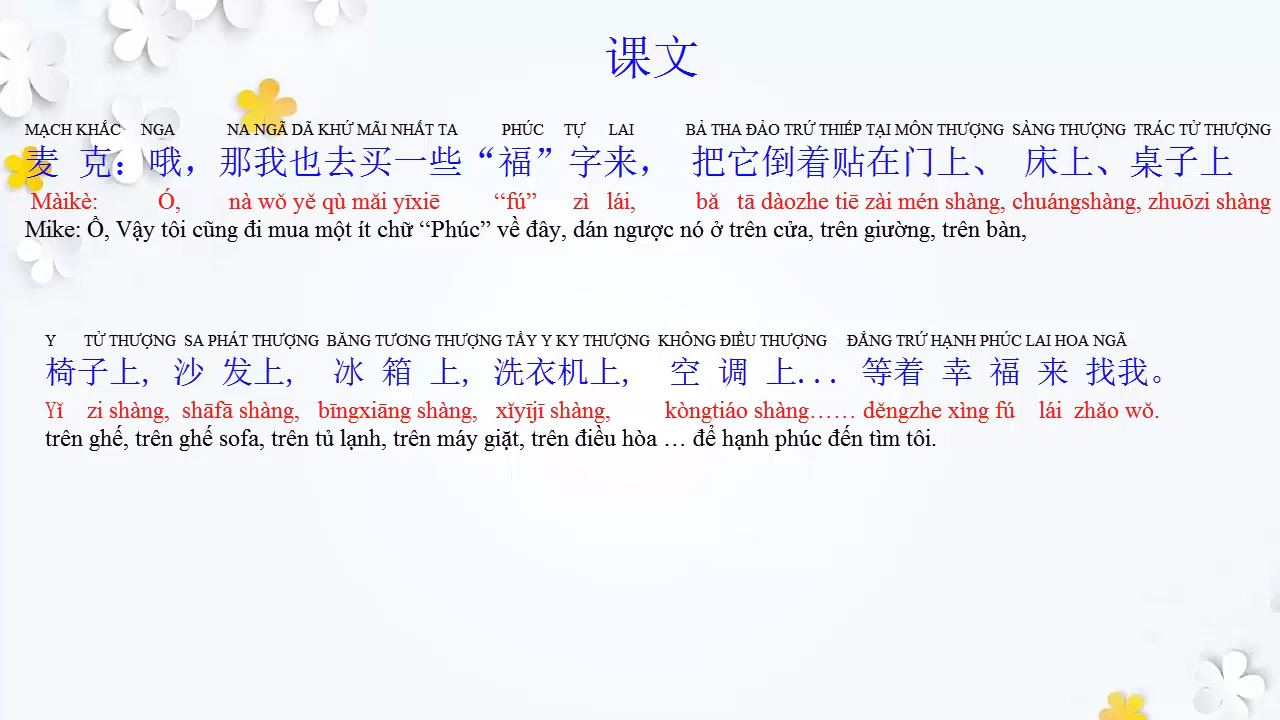 课文
MẠCH KHẮC NGA NA NGÃ DÃ KHỨ MÃI NHẤT TA PHÚC TỰ LAI BẢ THA ĐẢO TRỨ THIẾP TẠI MÔN THƯỢNG SÀNG THƯỢNG TRÁC TỬ THƯỢNG
麦 克：哦，那我也去买一些“福”字来， 把它倒着贴在门上、 床上、桌子上
Màikè: Ó, nà wǒ yě qù mǎi yīxiē “fú” zì lái, bǎ tā dàozhe tiē zài mén shàng, chuángshàng, zhuōzi shàng
Mike: Ồ, Vậy tôi cũng đi mua một ít chữ “Phúc” về đây, dán ngược nó ở trên cửa, trên giường, trên bàn,
Y TỬ THƯỢNG SA PHÁT THƯỢNG BĂNG TƯƠNG THƯỢNG TẨY Y KY THƯỢNG KHÔNG ĐIỀU THƯỢNG ĐẲNG TRỨ HẠNH PHÚC LAI HOA NGÃ
椅子上, 沙 发上, 冰 箱 上, 洗衣机上, 空 调 上... 等着 幸 福 来 找我。
Yǐ zi shàng, shāfā shàng, bīngxiāng shàng, xǐyījī shàng, kòngtiáo shàng…… děngzhe xìng fú lái zhǎo wǒ.
trên ghế, trên ghế sofa, trên tủ lạnh, trên máy giặt, trên điều hòa … để hạnh phúc đến tìm tôi.